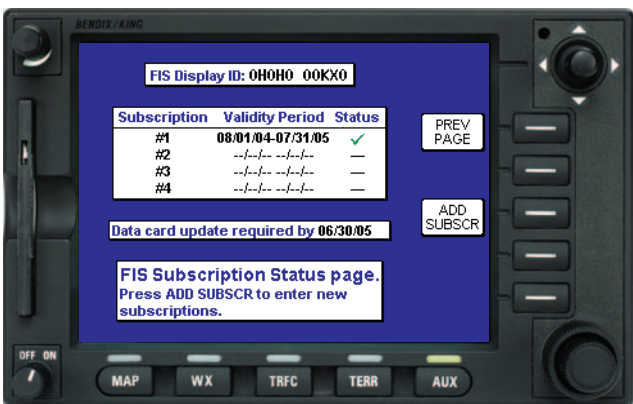 BENDIX/KING
FIS Display ID: 0H0H0 00KX0
Subscription Validity Period Status
#1 08/01/04-07/31/05 ✓
#2 --/--/-- --/--/-- —
#3 --/--/-- --/--/-- —
#4 --/--/-- --/--/-- —
PREV
PAGE
ADD
SUBSCR
Data card update required by 06/30/05
FIS Subscription Status page.
Press ADD SUBSCR to enter new
subscriptions.
OFF ON
MAP WX TRFC TERR AUX